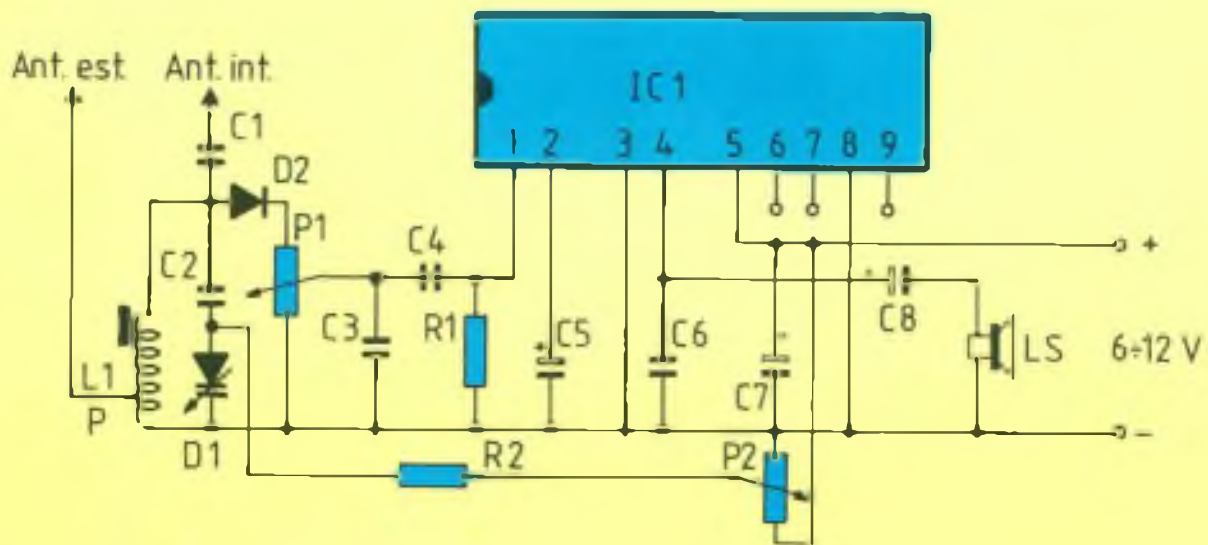 Ant. est.
Ant. int.
IC1
1 2 3 4 5 6 7 8 9
C1
D2
P1
C4
C2
C3
R1
C5
C6
C7
C8
LS
6÷12 V
+
-
L1
P
D1
R2
P2